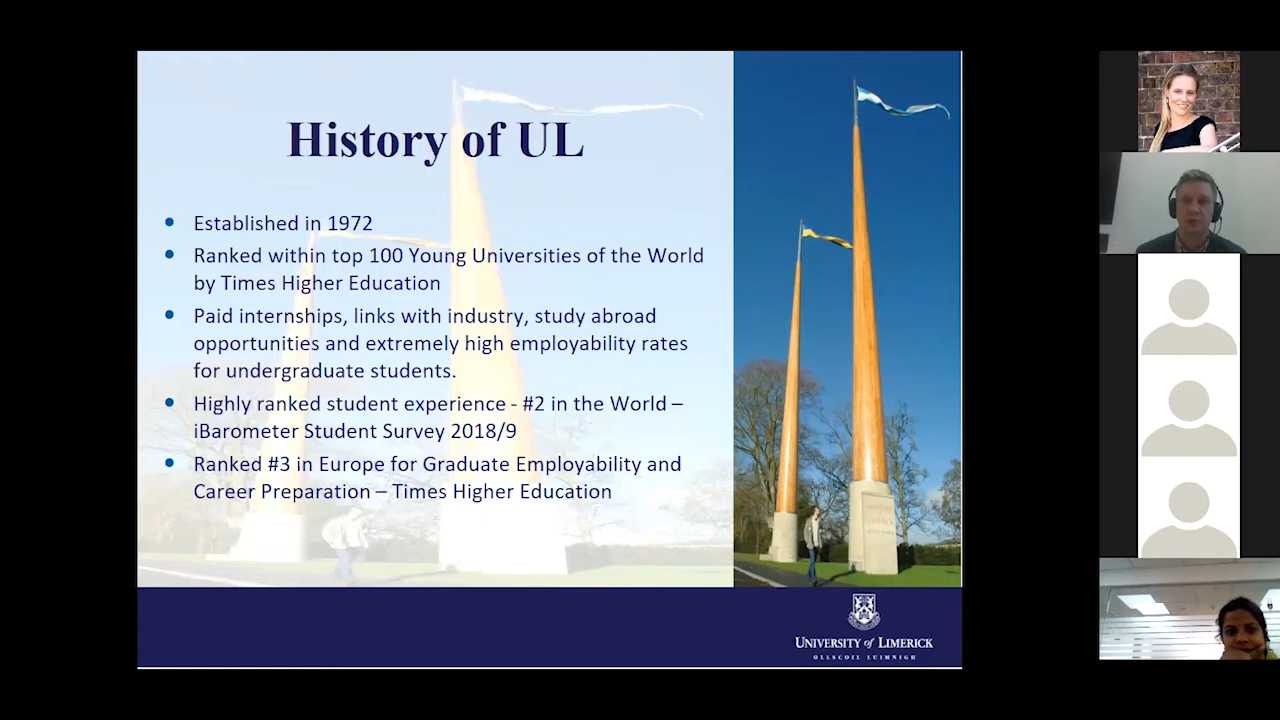 History of UL
Established in 1972
Ranked within top 100 Young Universities of the World
by Times Higher Education
Paid internships, links with industry, study abroad
opportunities and extremely high employability rates
for undergraduate students.
Highly ranked student experience - #2 in the World –
iBarometer Student Survey 2018/9
Ranked #3 in Europe for Graduate Employability and
Career Preparation – Times Higher Education
UNIVERSITY of LIMERICK
OLLSCOIL LUIMNIGH